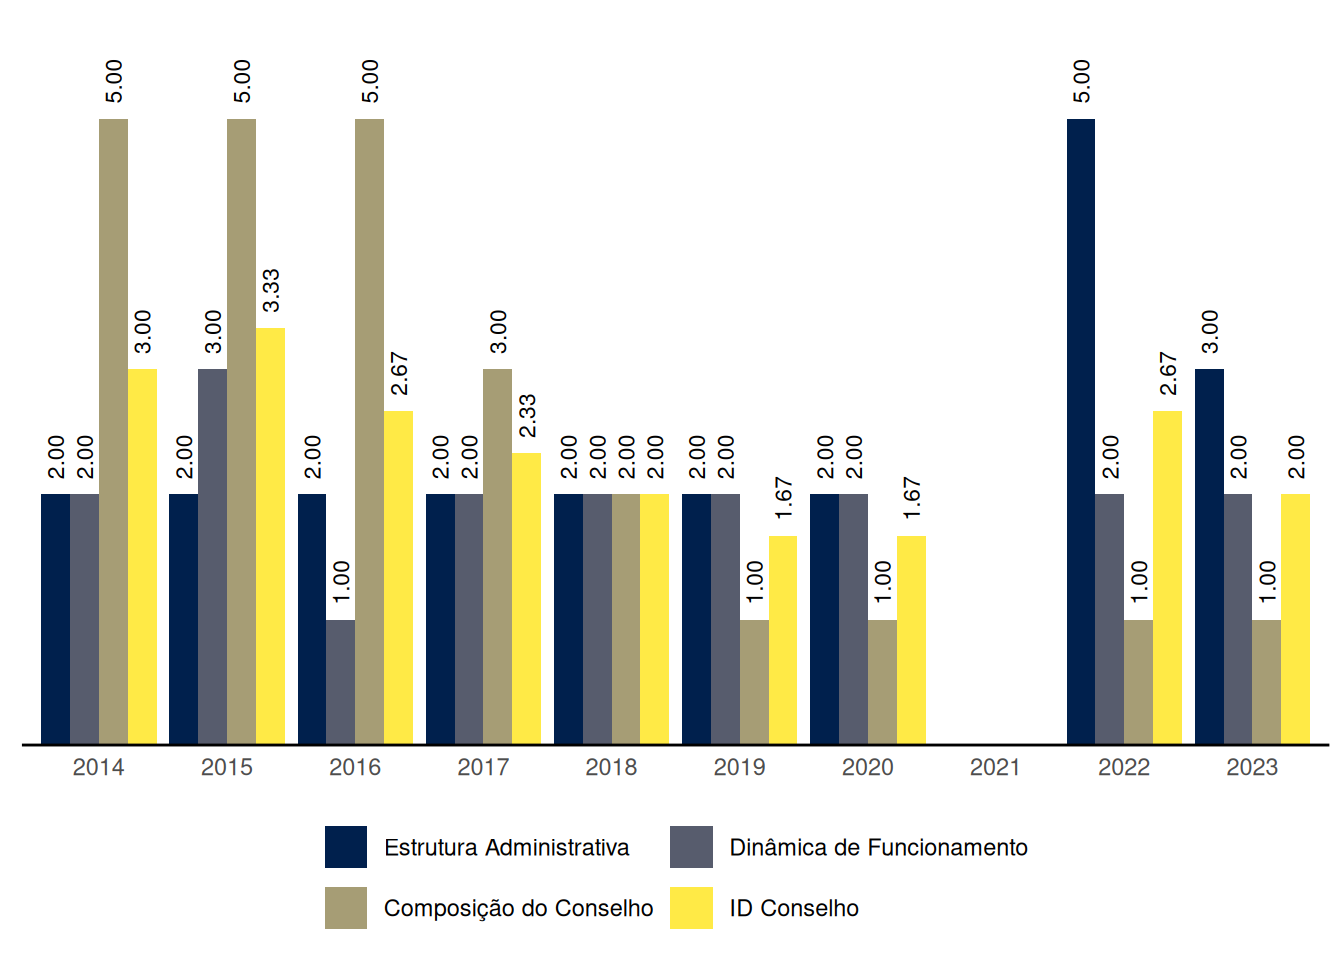 5.00 5.00 5.00 5.00
3.33
3.00 3.00 3.00 3.00
2.67 2.67
2.33
2.00 2.00 2.00 2.00 2.00 2.00 2.00 2.00 2.00 2.00 2.00 2.00 2.00 2.00 2.00 2.00 2.00
1.67 1.67
1.00 1.00 1.00 1.00 1.00
2014 2015 2016 2017 2018 2019 2020 2021 2022 2023
Estrutura Administrativa Dinâmica de Funcionamento
Composição do Conselho ID Conselho